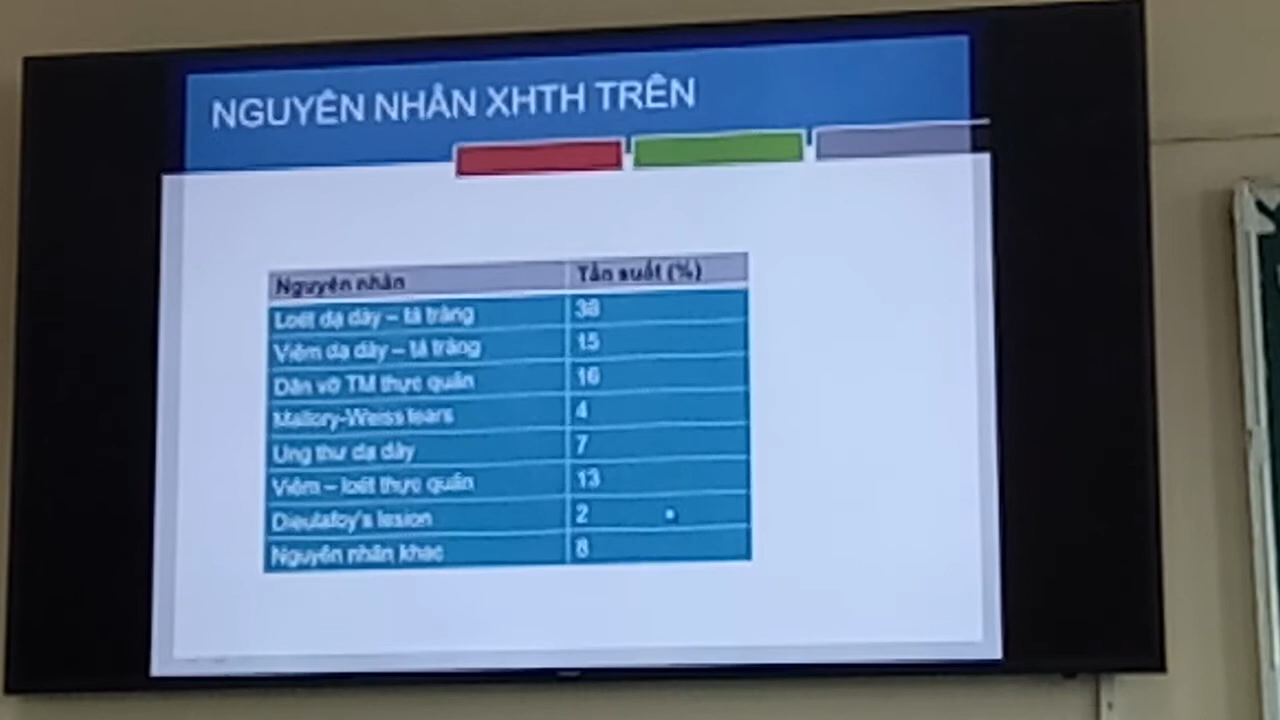 NGUYÊN NHÂN XHTH TRÊN
Nguyên nhân Tần suất (%)
Loét dạ dày – tá tràng 38
Viêm dạ dày – tá tràng 15
Dãn vỡ TM thực quản 16
Mallory-Weiss tears 4
Ung thư dạ dày 7
Viêm – loét thực quản 13
Dieulafoy's lesion 2
Nguyên nhân khác 8